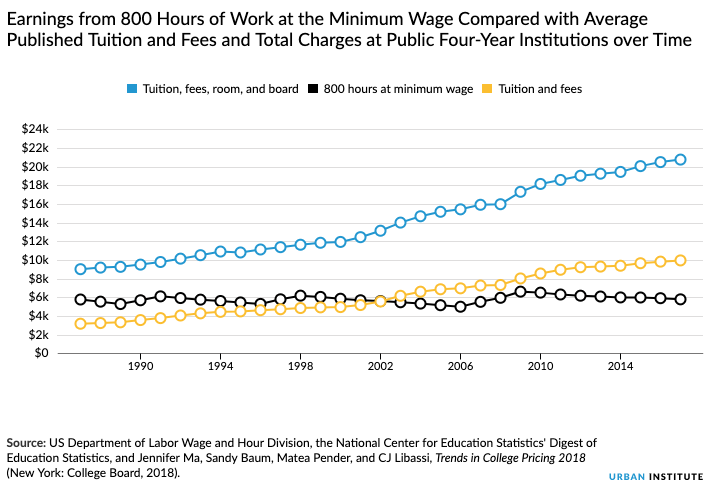 Earnings from 800 Hours of Work at the Minimum Wage Compared with Average
Published Tuition and Fees and Total Charges at Public Four-Year Institutions over Time
Tuition, fees, room, and board 800 hours at minimum wage Tuition and fees
$24k
$22k
$20k
$18k
$16k
$14k
$12k
$10k
$8k
$6k
$4k
$2k
$0
1990 1994 1998 2002 2006 2010 2014
Source: US Department of Labor Wage and Hour Division, the National Center for Education Statistics' Digest of
Education Statistics, and Jennifer Ma, Sandy Baum, Matea Pender, and CJ Libassi, Trends in College Pricing 2018
(New York: College Board, 2018).
URBAN INSTITUTE